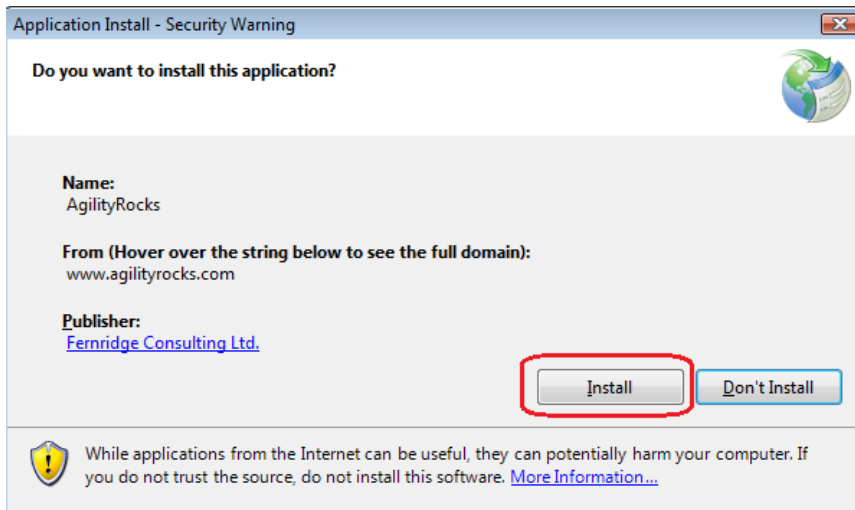 Application Install - Security Warning
Do you want to install this application?
Name:
AgilityRocks
From (Hover over the string below to see the full domain):
www.agilityrocks.com
Publisher:
Fernridge Consulting Ltd.
Install
Don't Install
While applications from the Internet can be useful, they can potentially harm your computer. If
you do not trust the source, do not install this software. More Information...